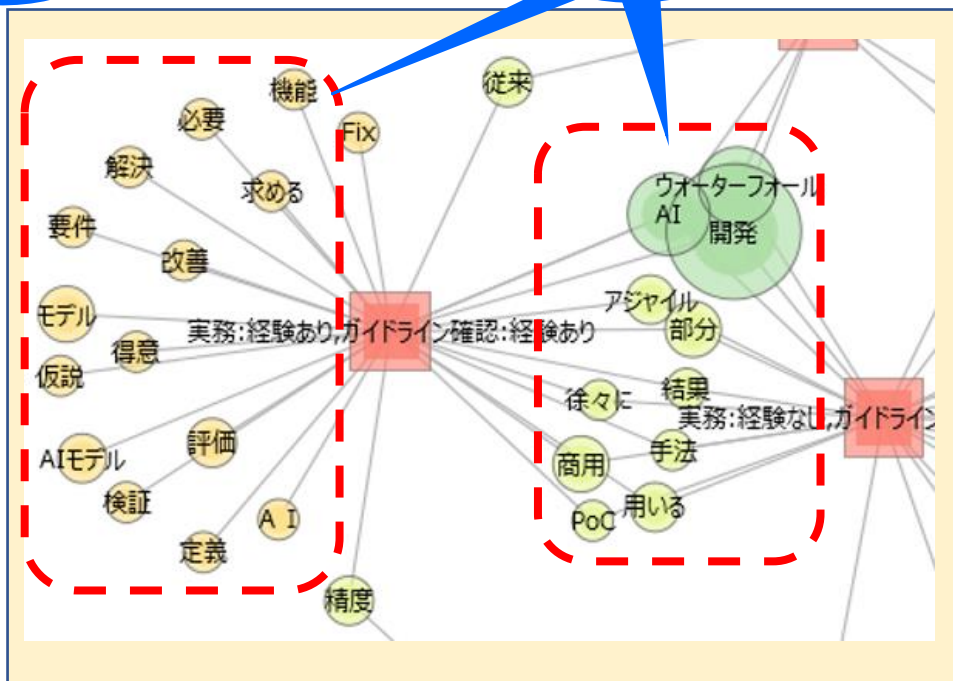 機能
従来
必要
Fix
解決
求める
ウォーターフォール
AI
要件
開発
改善
アジャイル
モデル
実務:経験あり,ガイドライン確認:経験あり
部分
得意
仮説
結果
徐々に
実務:経験なし,ガイドライン
評価
手法
AIモデル
商用
検証
用いる
AI
PoC
定義
精度